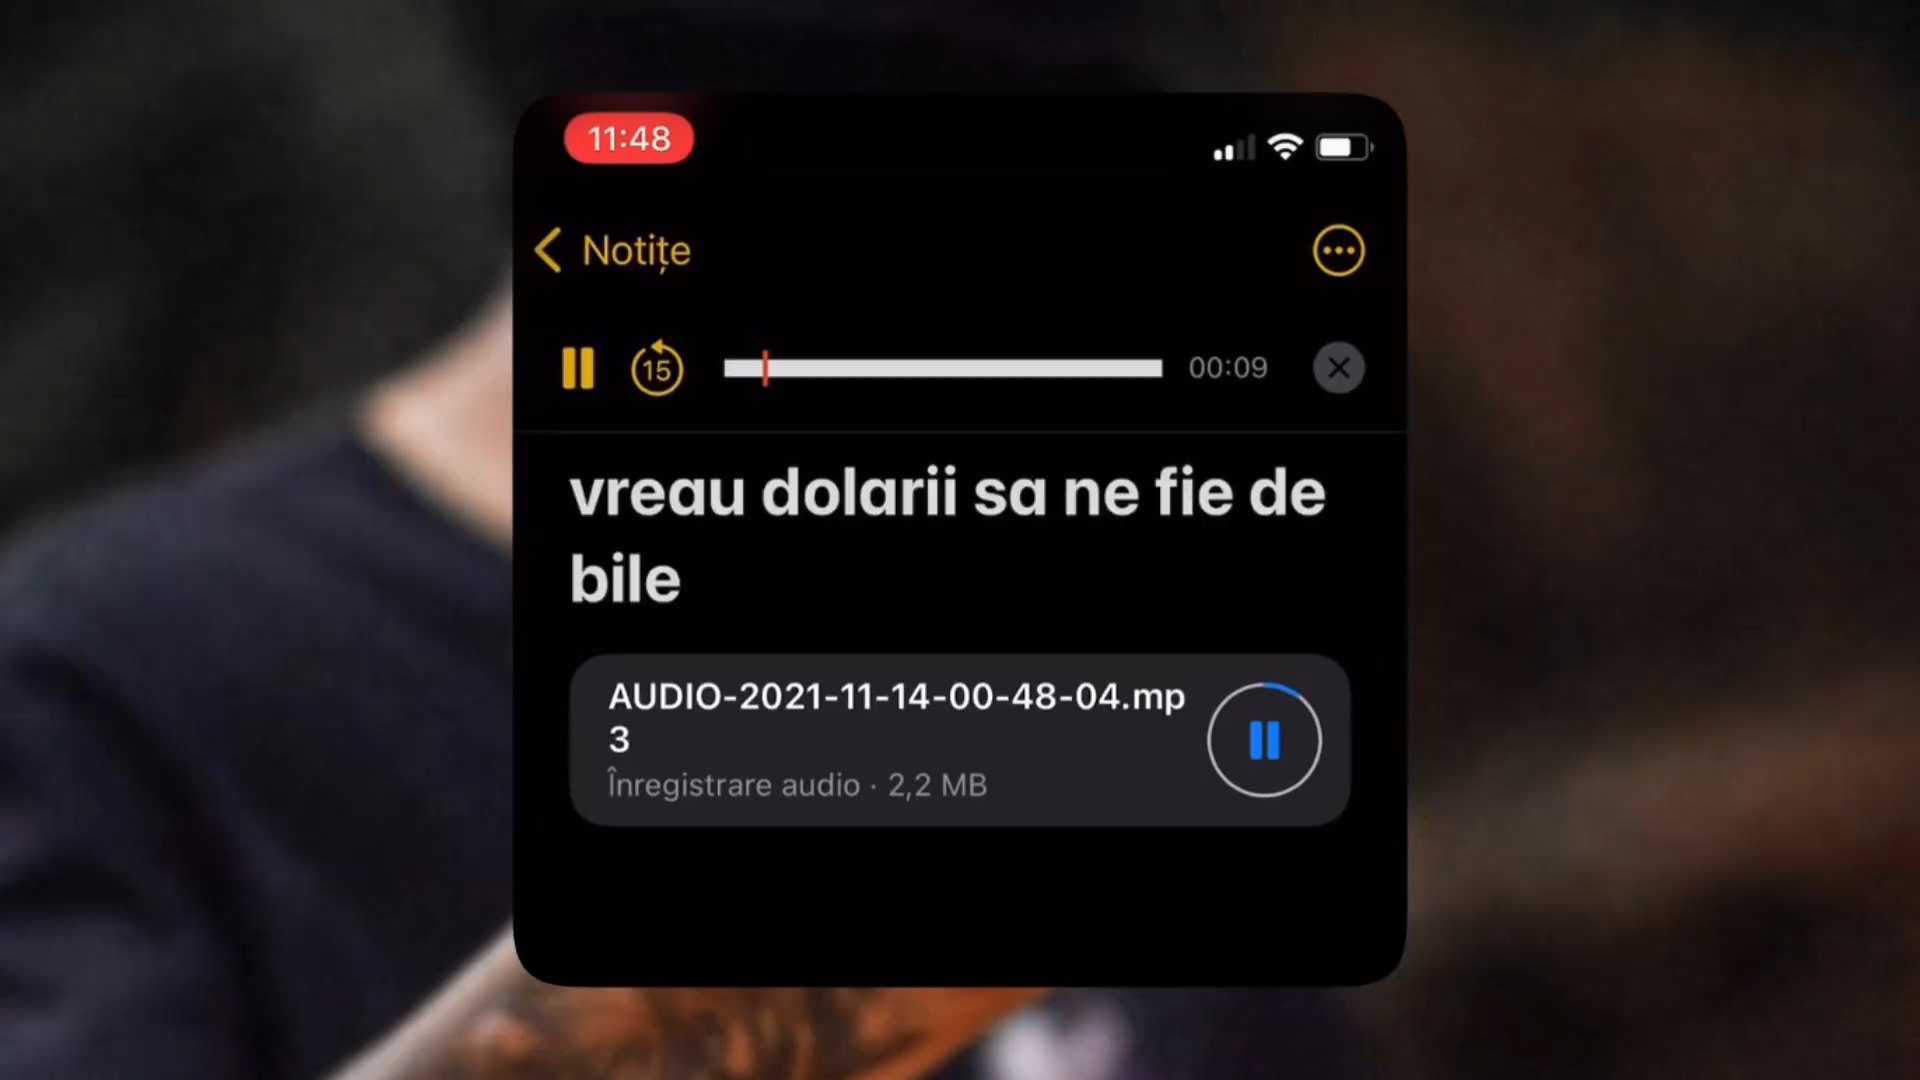 11:48
Notițe
15
00:09
vreau dolarii sa ne fie de
bile
AUDIO-2021-11-14-00-48-04.mp
3
Înregistrare audio · 2,2 MB